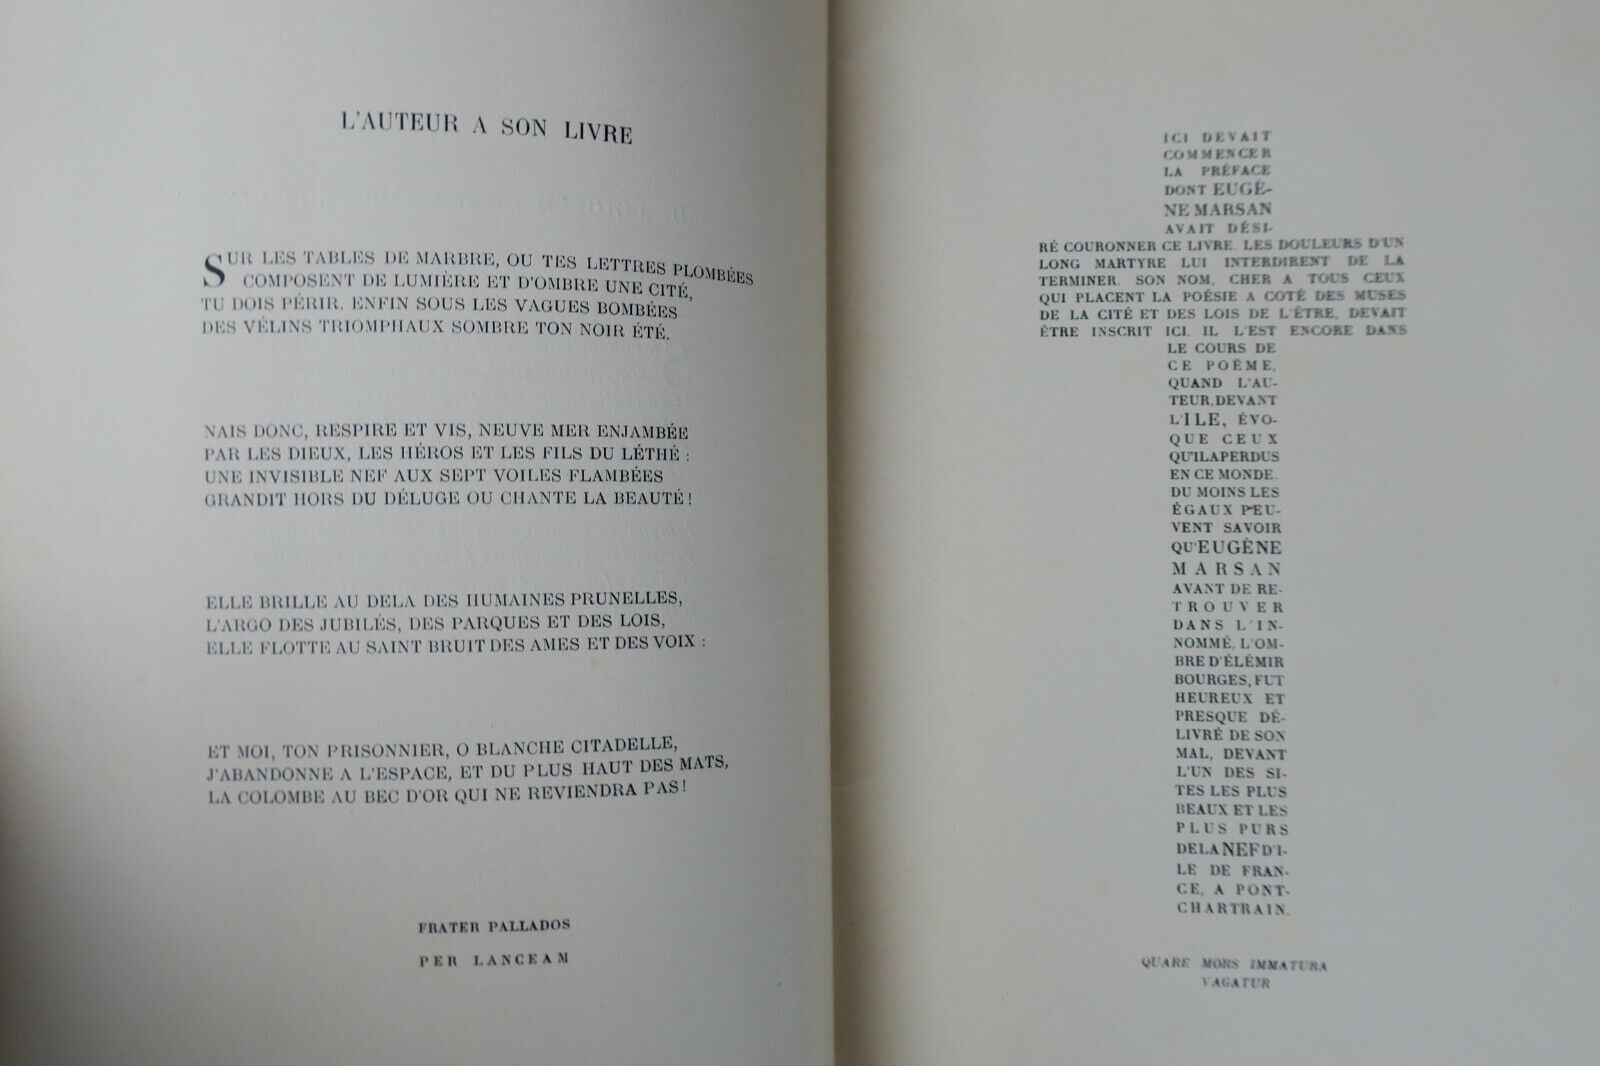 L'AUTEUR A SON LIVRE
SUR LES TABLES DE MARBRE, OU TES LETTRES PLOMBÉES
COMPOSENT DE LUMIÈRE ET D'OMBRE UNE CITÉ,
TU DOIS PÉRIR. ENFIN SOUS LES VAGUES BOMBÉES
DES VÉLINS TRIOMPHAUX SOMBRE TON NOIR ÉTÉ.
NAIS DONC, RESPIRE ET VIS, NEUVE MER ENJAMBÉE
PAR LES DIEUX, LES HÉROS ET LES FILS DU LÉTHÉ :
UNE INVISIBLE NEF AUX SEPT VOILES FLAMBÉES
GRANDIT HORS DU DÉLUGE OU CHANTE LA BEAUTÉ !
ELLE BRILLE AU DELA DES HUMAINES PRUNELLES,
L'ARGO DES JUBILÉS, DES PARQUES ET DES LOIS,
ELLE FLOTTE AU SAINT BRUIT DES AMES ET DES VOIX :
ET MOI, TON PRISONNIER, O BLANCHE CITADELLE,
J'ABANDONNE A L'ESPACE, ET DU PLUS HAUT DES MATS,
LA COLOMBE AU BEC D'OR QUI NE REVIENDRA PAS !
FRATER PALLADOS
PER LANCEAM
ICI DEVAIT
COMMENCER
LA PRÉFACE
DONT EUGÈ-
NE MARSAN
AVAIT DÉSI-
RÉ COURONNER CE LIVRE. LES DOULEURS D'UN
LONG MARTYRE LUI INTERDIRENT DE LA
TERMINER. SON NOM, CHER A TOUS CEUX
QUI PLACENT LA POÉSIE A COTÉ DES MUSES
DE LA CITÉ ET DES LOIS DE L'ÊTRE, DEVAIT
ÊTRE INSCRIT ICI. IL L'EST ENCORE DANS
LE COURS DE
CE POÈME,
QUAND L'AU-
TEUR, DEVANT
L'ILE, ÉVO-
QUE CEUX
QU'IL A PERDUS
EN CE MONDE.
DU MOINS LES
ÉGAUX PEU-
VENT SAVOIR
QU'EUGÈNE
MARSAN
AVANT DE RE-
TROUVER
DANS L'IN-
NOMMÉ, L'OM-
BRE D'ÉLÉMIR
BOURGES, FUT
HEUREUX ET
PRESQUE DÉ-
LIVRÉ DE SON
MAL, DEVANT
L'UN DES SI-
TES LES PLUS
BEAUX ET LES
PLUS PURS
DE LA NEF D'I-
LE DE FRAN-
CE, A PONT-
CHARTRAIN.
QUARE MORS IMMATURA
VAGATUR